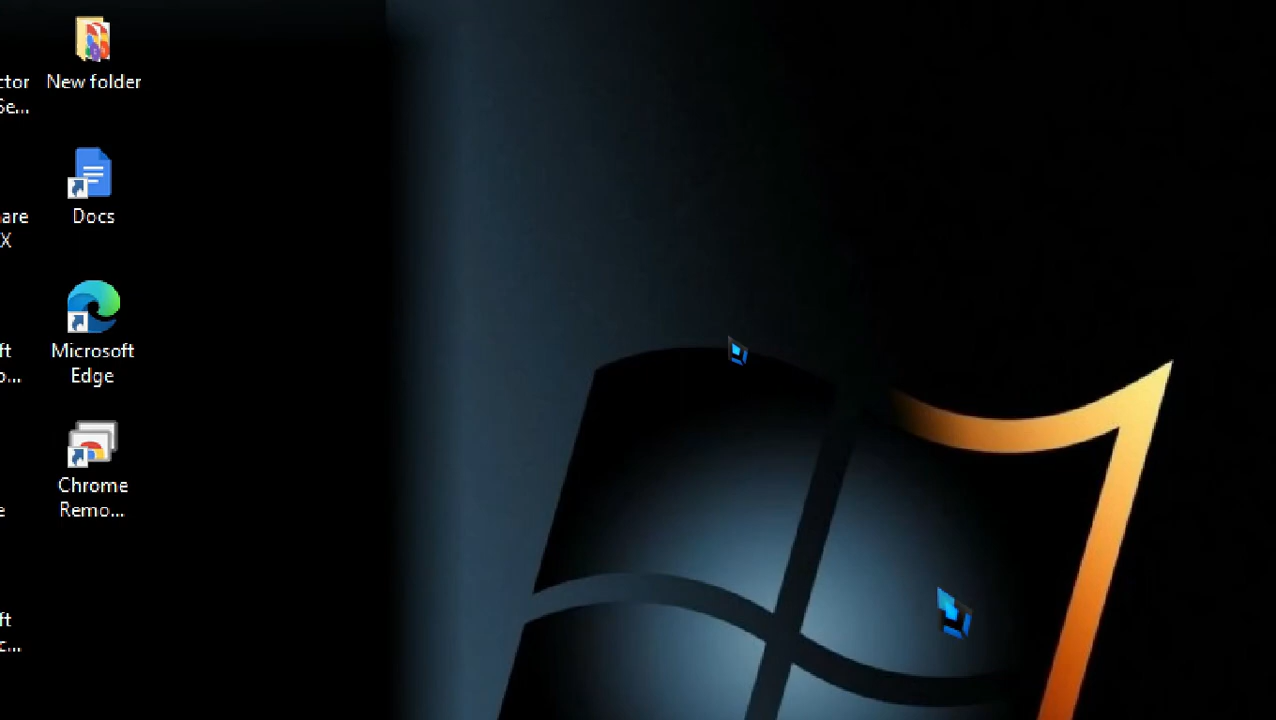 ctor
Se...
are
X
ft
o...
e
ft
c...
New folder
Docs
Microsoft
Edge
Chrome
Remo...